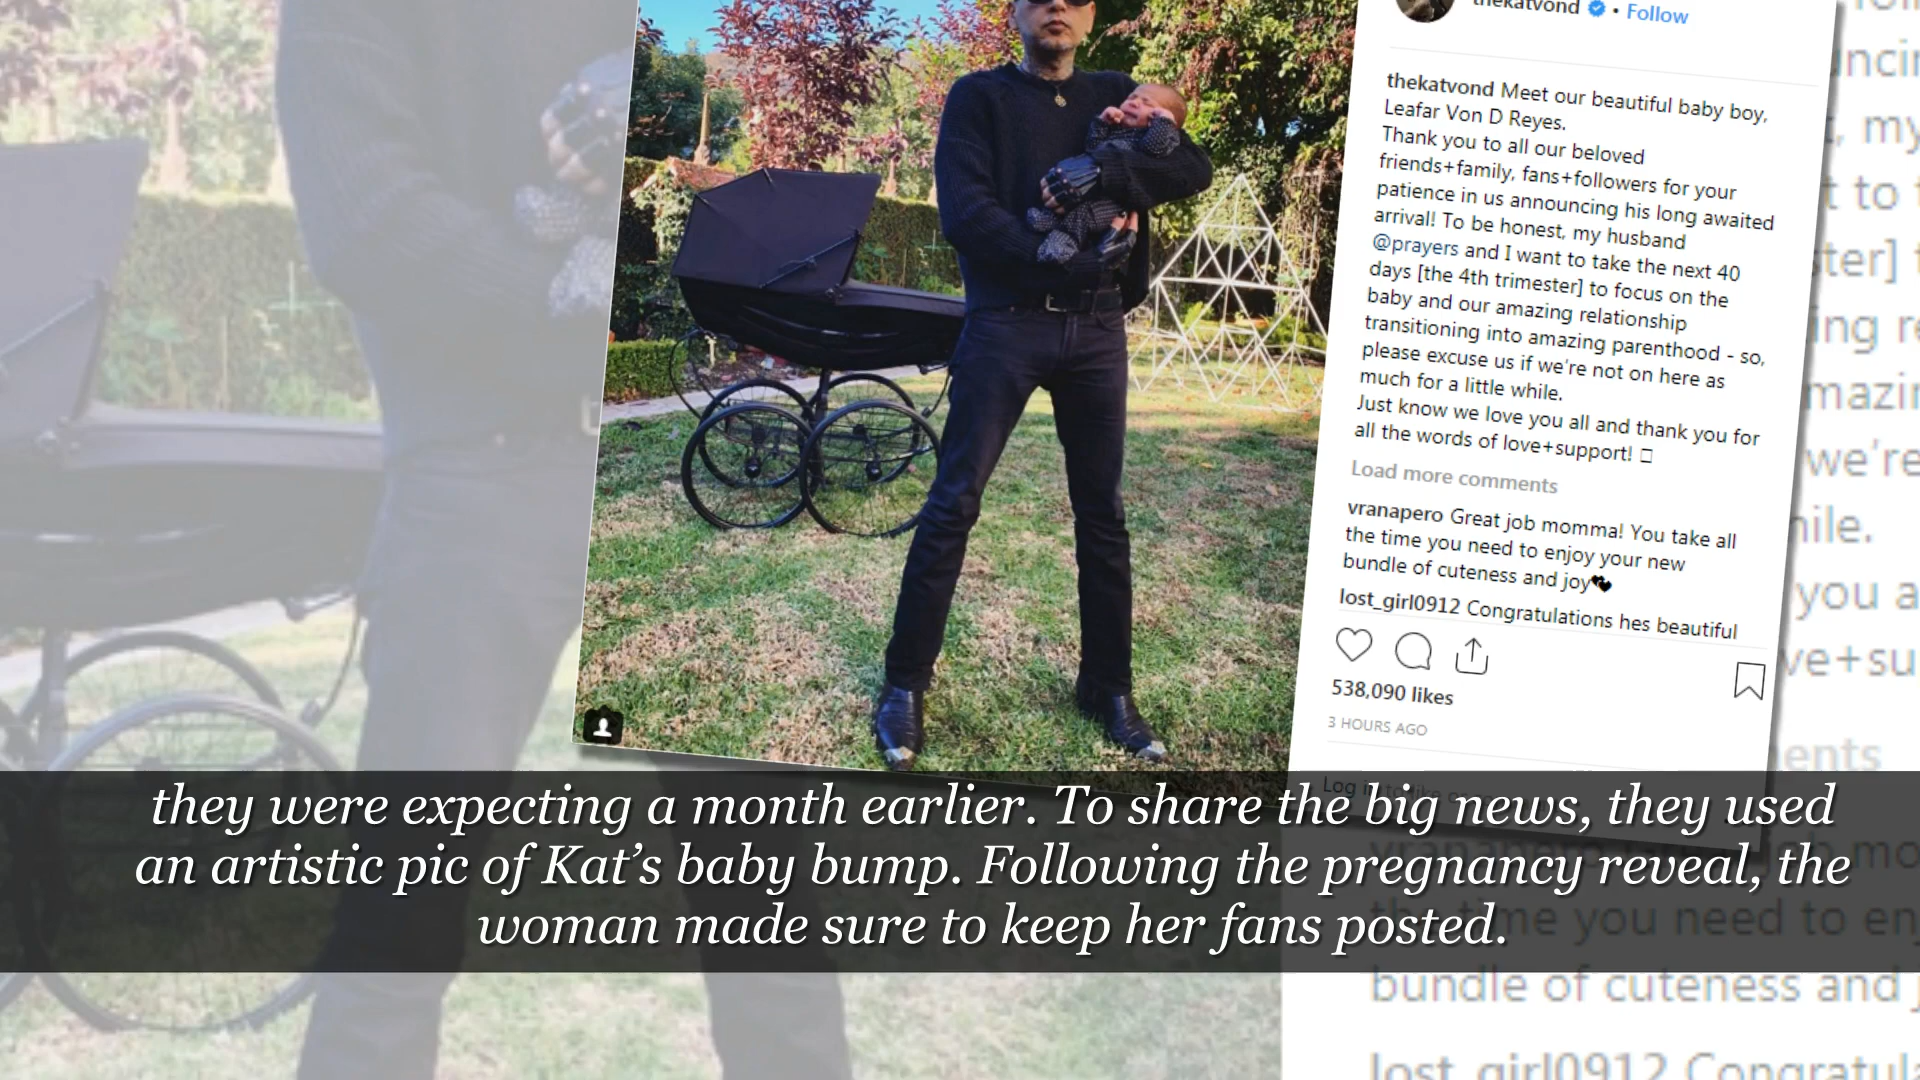 thekatvond • Follow
thekatvond Meet our beautiful baby boy,
Leafar Von D Reyes.
Thank you to all our beloved
friends+family, fans+followers for your
patience in us announcing his long awaited
arrival! To be honest, my husband
@prayers and I want to take the next 40
days [the 4th trimester] to focus on the
baby and our amazing relationship
transitioning into amazing parenthood - so,
please excuse us if we're not on here as
much for a little while.
Just know we love you all and thank you for
all the words of love+support!
Load more comments
vranapero Great job momma! You take all
the time you need to enjoy your new
bundle of cuteness and joy
lost_girl0912 Congratulations hes beautiful
538,090 likes
3 HOURS AGO
they were expecting a month earlier. To share the big news, they used
an artistic pic of Kat's baby bump. Following the pregnancy reveal, the
woman made sure to keep her fans posted.
bundle of cuteness and
lost_girl0912